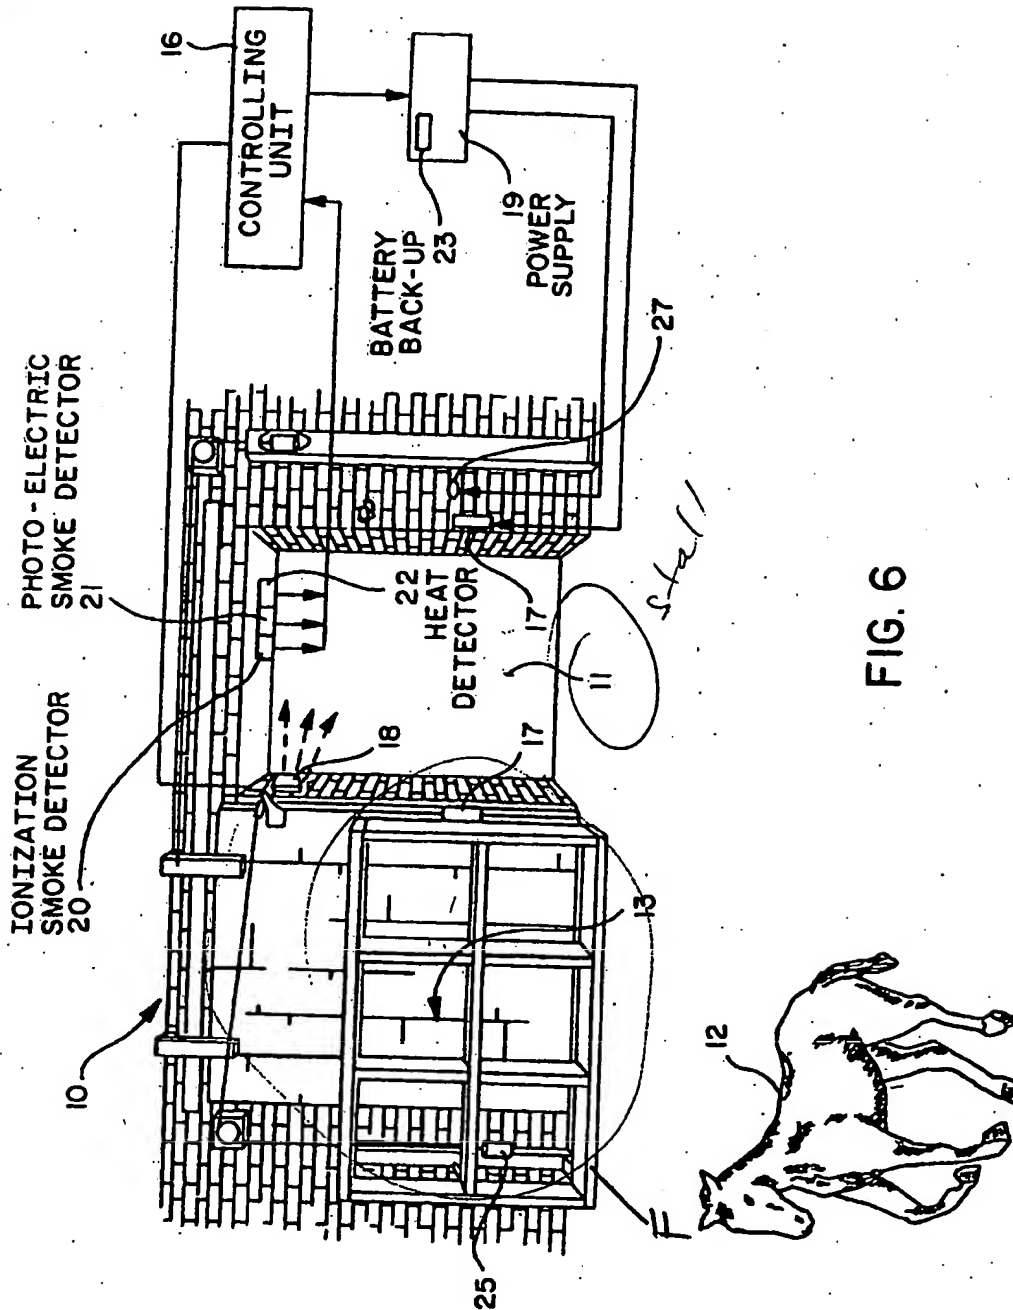 IONIZATION
SMOKE DETECTOR
20
PHOTO-ELECTRIC
SMOKE DETECTOR
21
16
CONTROLLING
UNIT
10
18
22
HEAT
DETECTOR
BATTERY
BACK-UP
23
19
POWER
SUPPLY
17
17
27
13
11
stall
25
F
12
FIG. 6